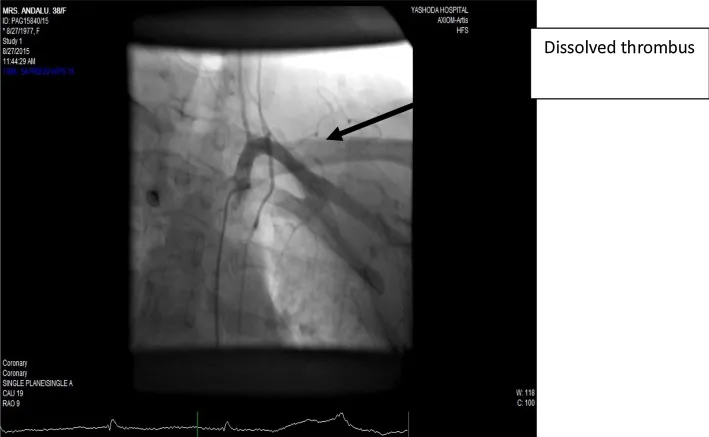 MRS. ANDALU. 38/F
ID: PAG15840/15
* 8/27/1977, F
Study 1
8/27/2015
11:44:29 AM
YASHODA HOSPITAL
AXIOM-Artis
HFS
Dissolved thrombus
Coronary
Coronary
SINGLE PLANE\SINGLE A
CAU 19
RAO 9
W: 118
C: 100